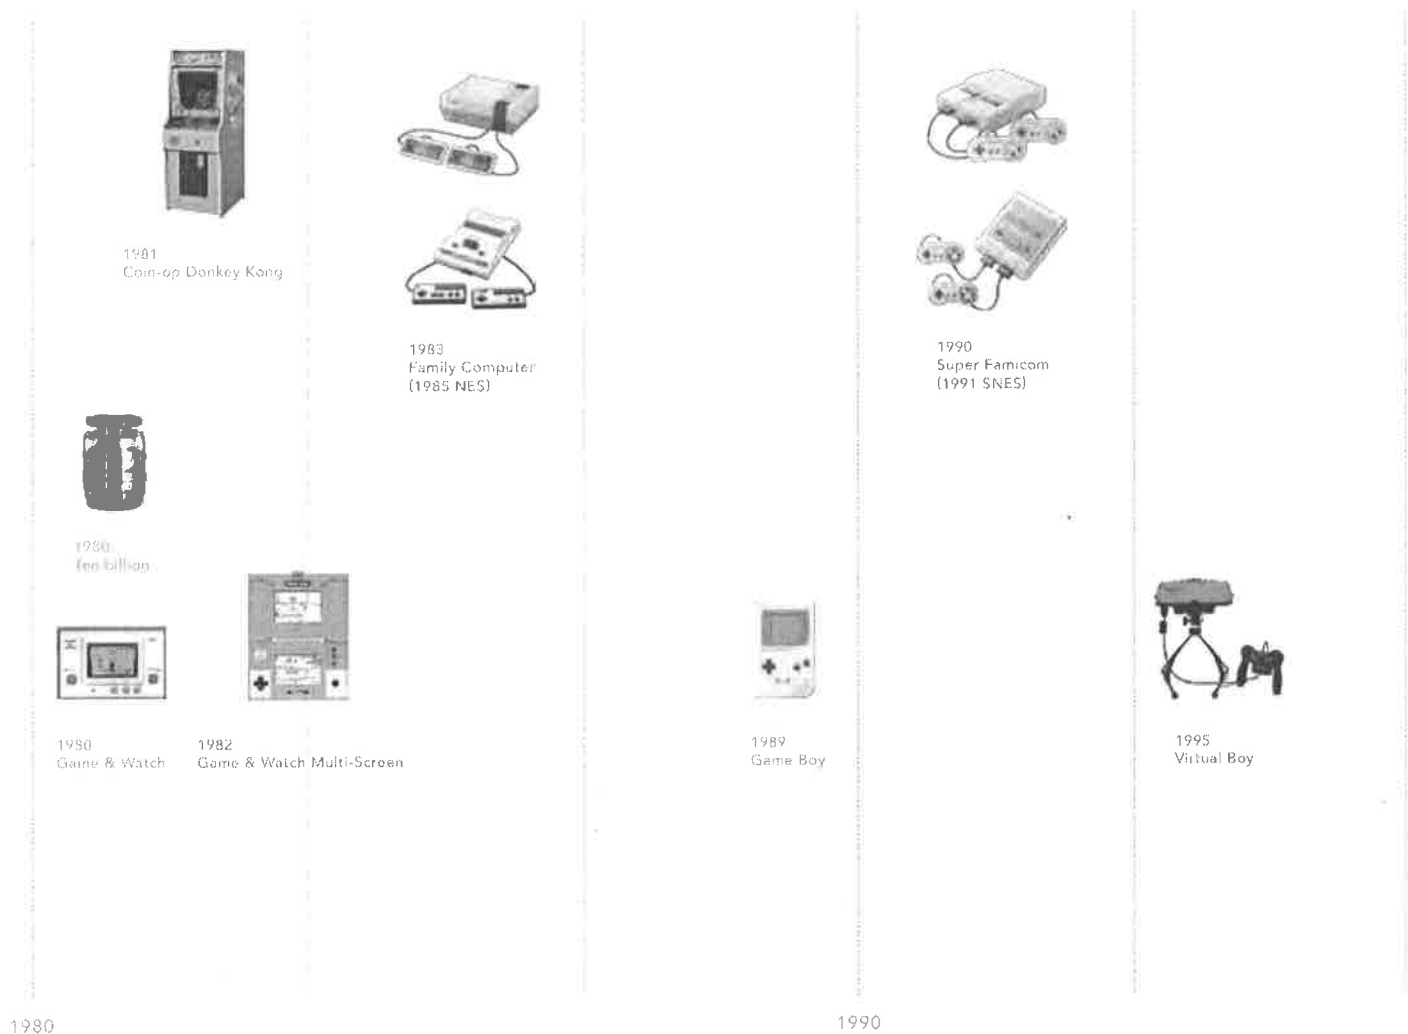 1981
Coin-op Donkey Kong
1983
Family Computer
(1985 NES)
1990
Super Famicom
(1991 SNES)
1980
Ten billion
1980
Game & Watch
1982
Game & Watch Multi-Screen
1989
Game Boy
1995
Virtual Boy
1980
1990